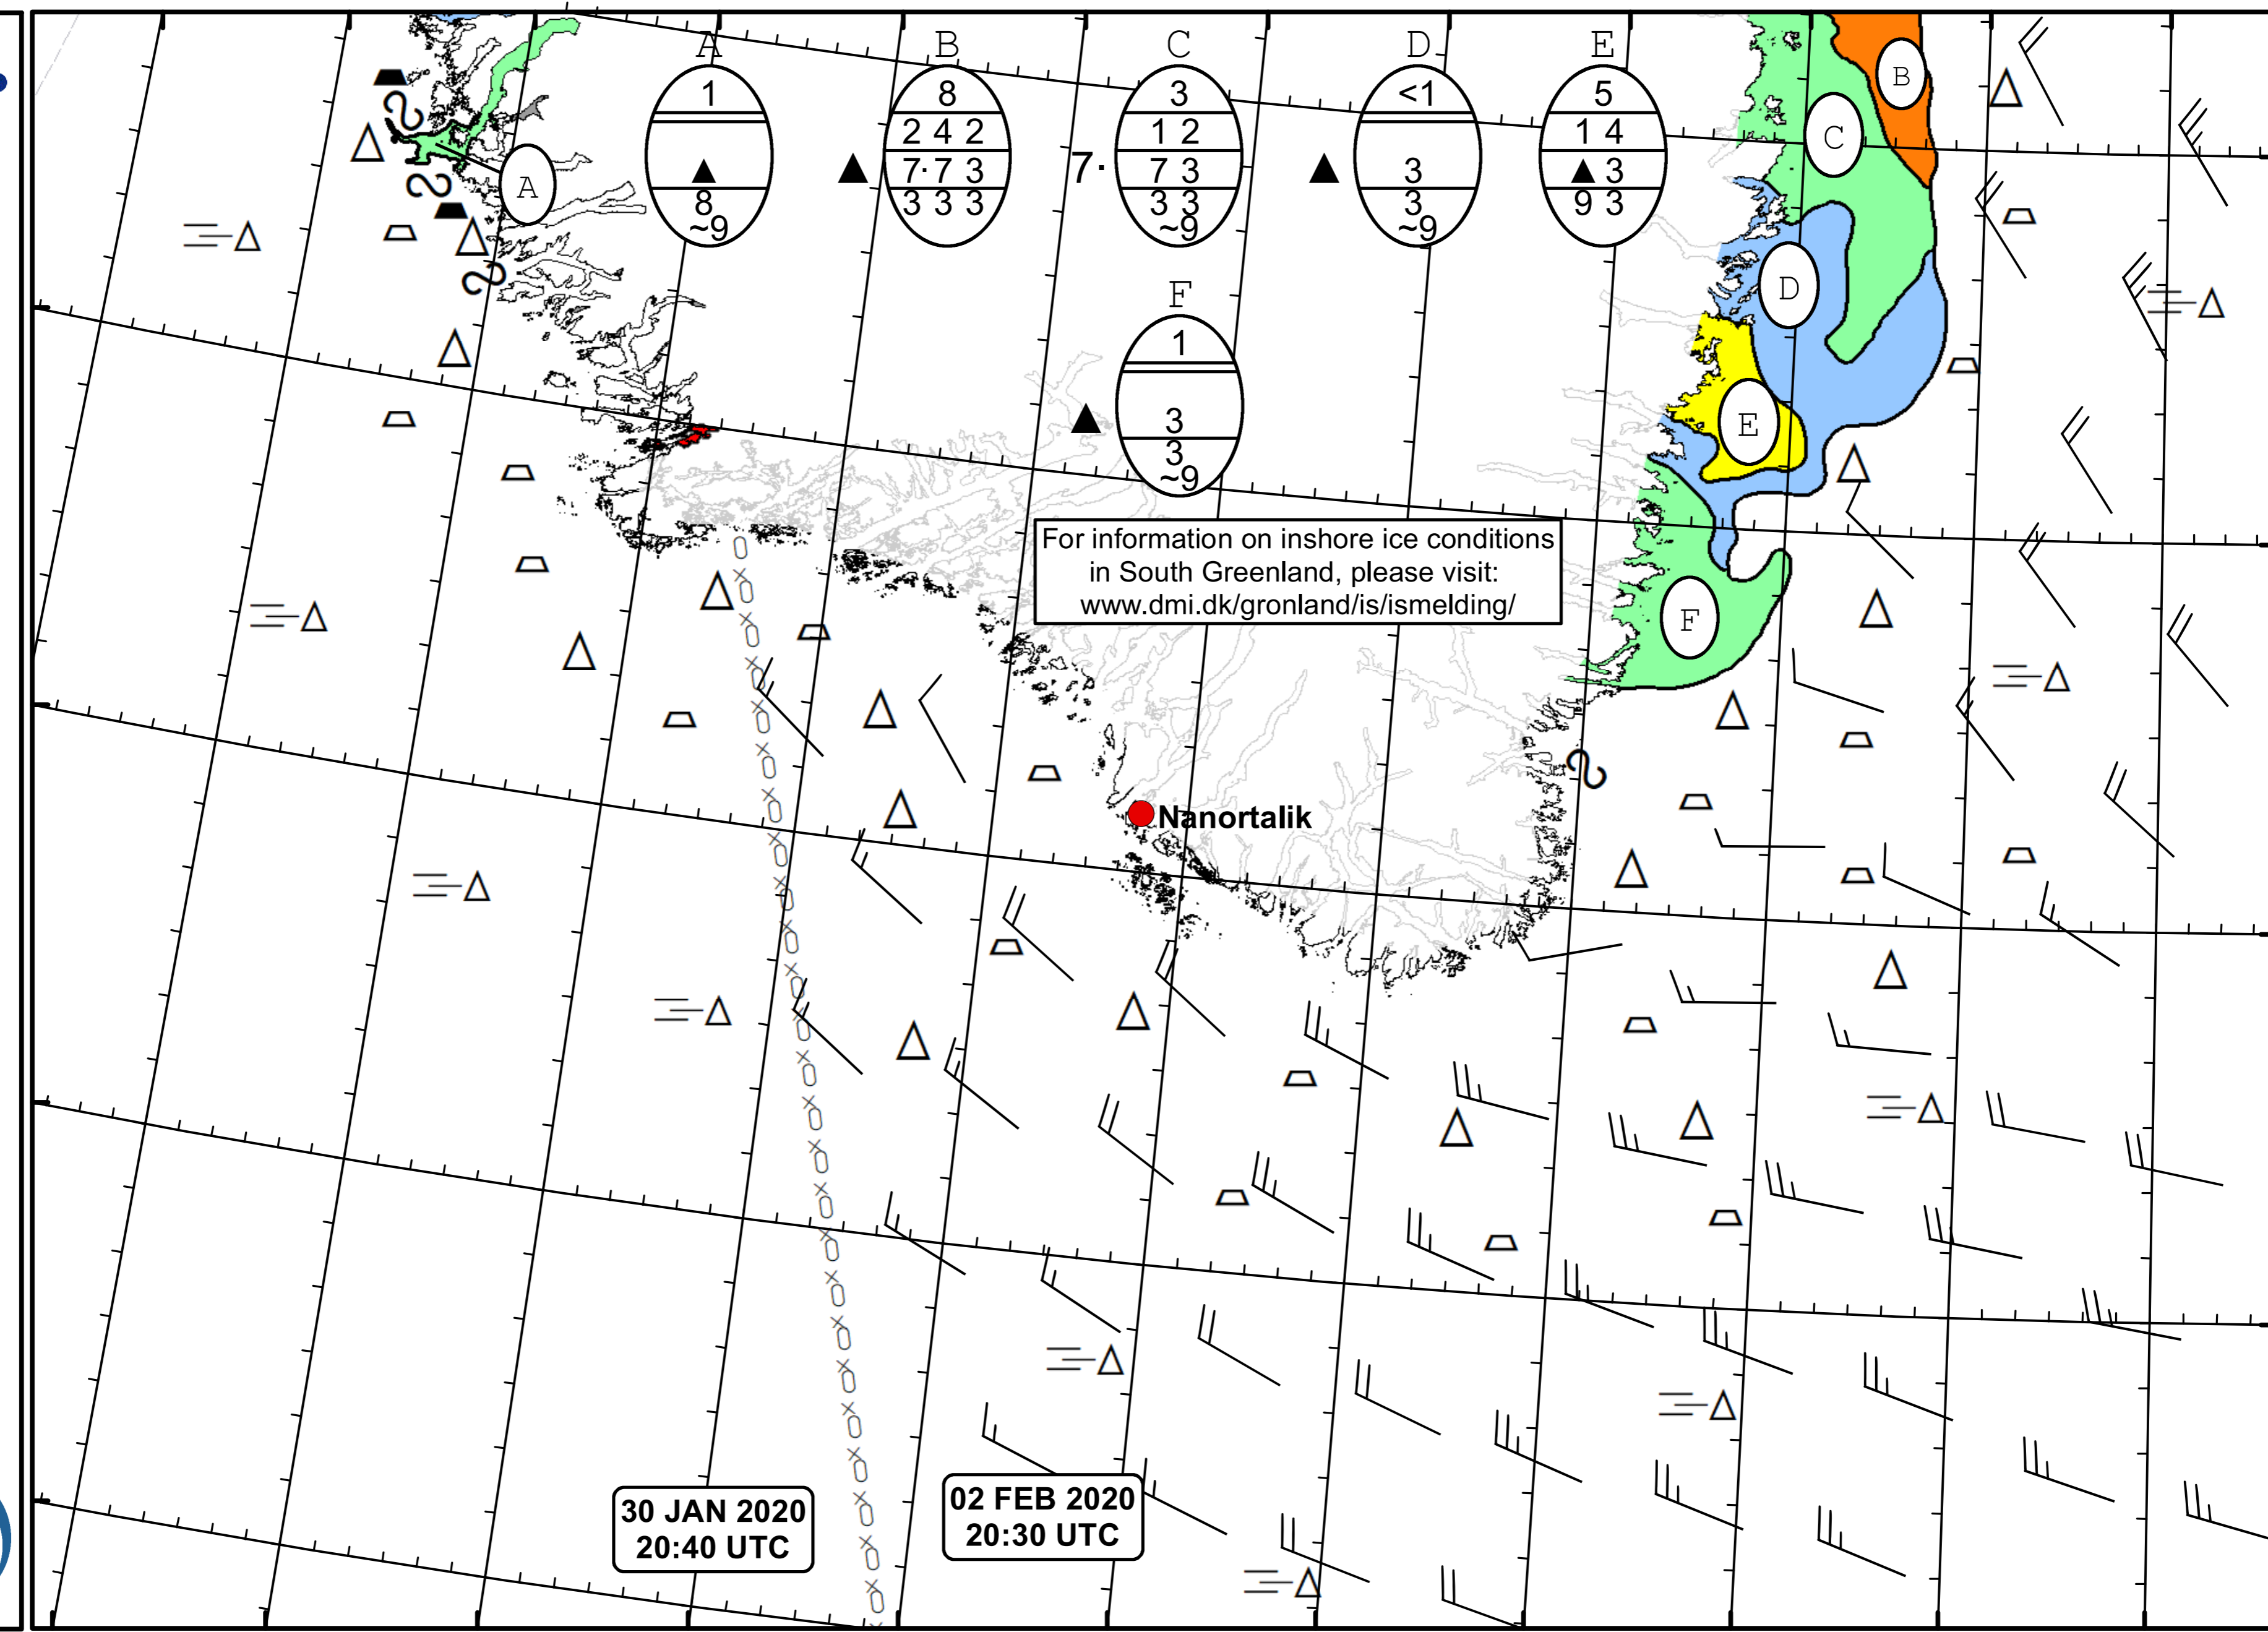 A B C D E
1
▲
8
~9
▲
8
2 4 2
7· 7 3
3 3 3
7·
3
1 2
7 3
3 3
~9
▲
<1
3
3
~9
5
1 4
▲ 3
9 3
F
▲
1
3
3
~9
A
B
C
D
E
F
For information on inshore ice conditions
in South Greenland, please visit:
www.dmi.dk/gronland/is/ismelding/
Nanortalik
30 JAN 2020
20:40 UTC
02 FEB 2020
20:30 UTC